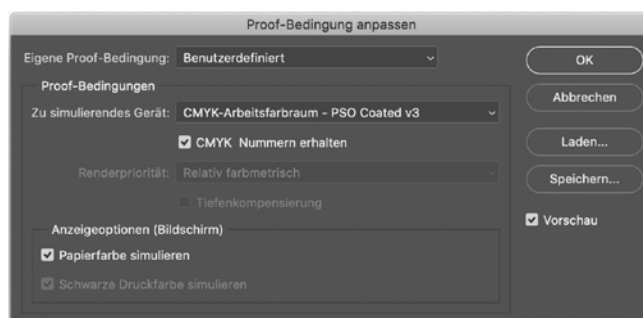 Proof-Bedingung anpassen
Eigene Proof-Bedingung: Benutzerdefiniert
OK
Proof-Bedingungen
Abbrechen
Zu simulierendes Gerät: CMYK-Arbeitsfarbraum - PSO Coated v3
CMYK Nummern erhalten
Laden...
Renderpriorität: Relativ farbmetrisch
Speichern...
Tiefenkompensierung
Vorschau
Anzeigeoptionen (Bildschirm)
Papierfarbe simulieren
Schwarze Druckfarbe simulieren